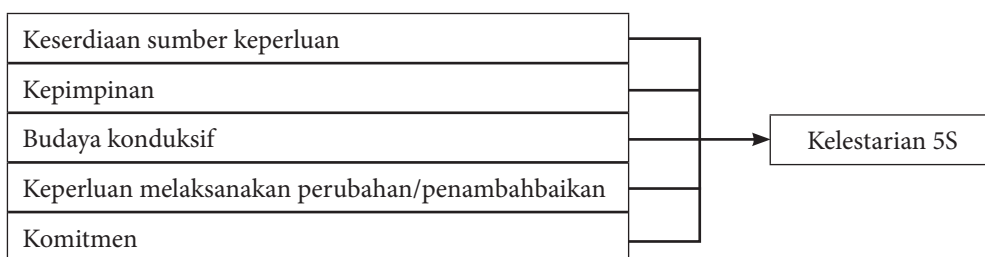 Keserdiaan sumber keperluan
Kepimpinan
Budaya konduksif
Keperluan melaksanakan perubahan/penambahbaikan
Komitmen
Kelestarian 5S